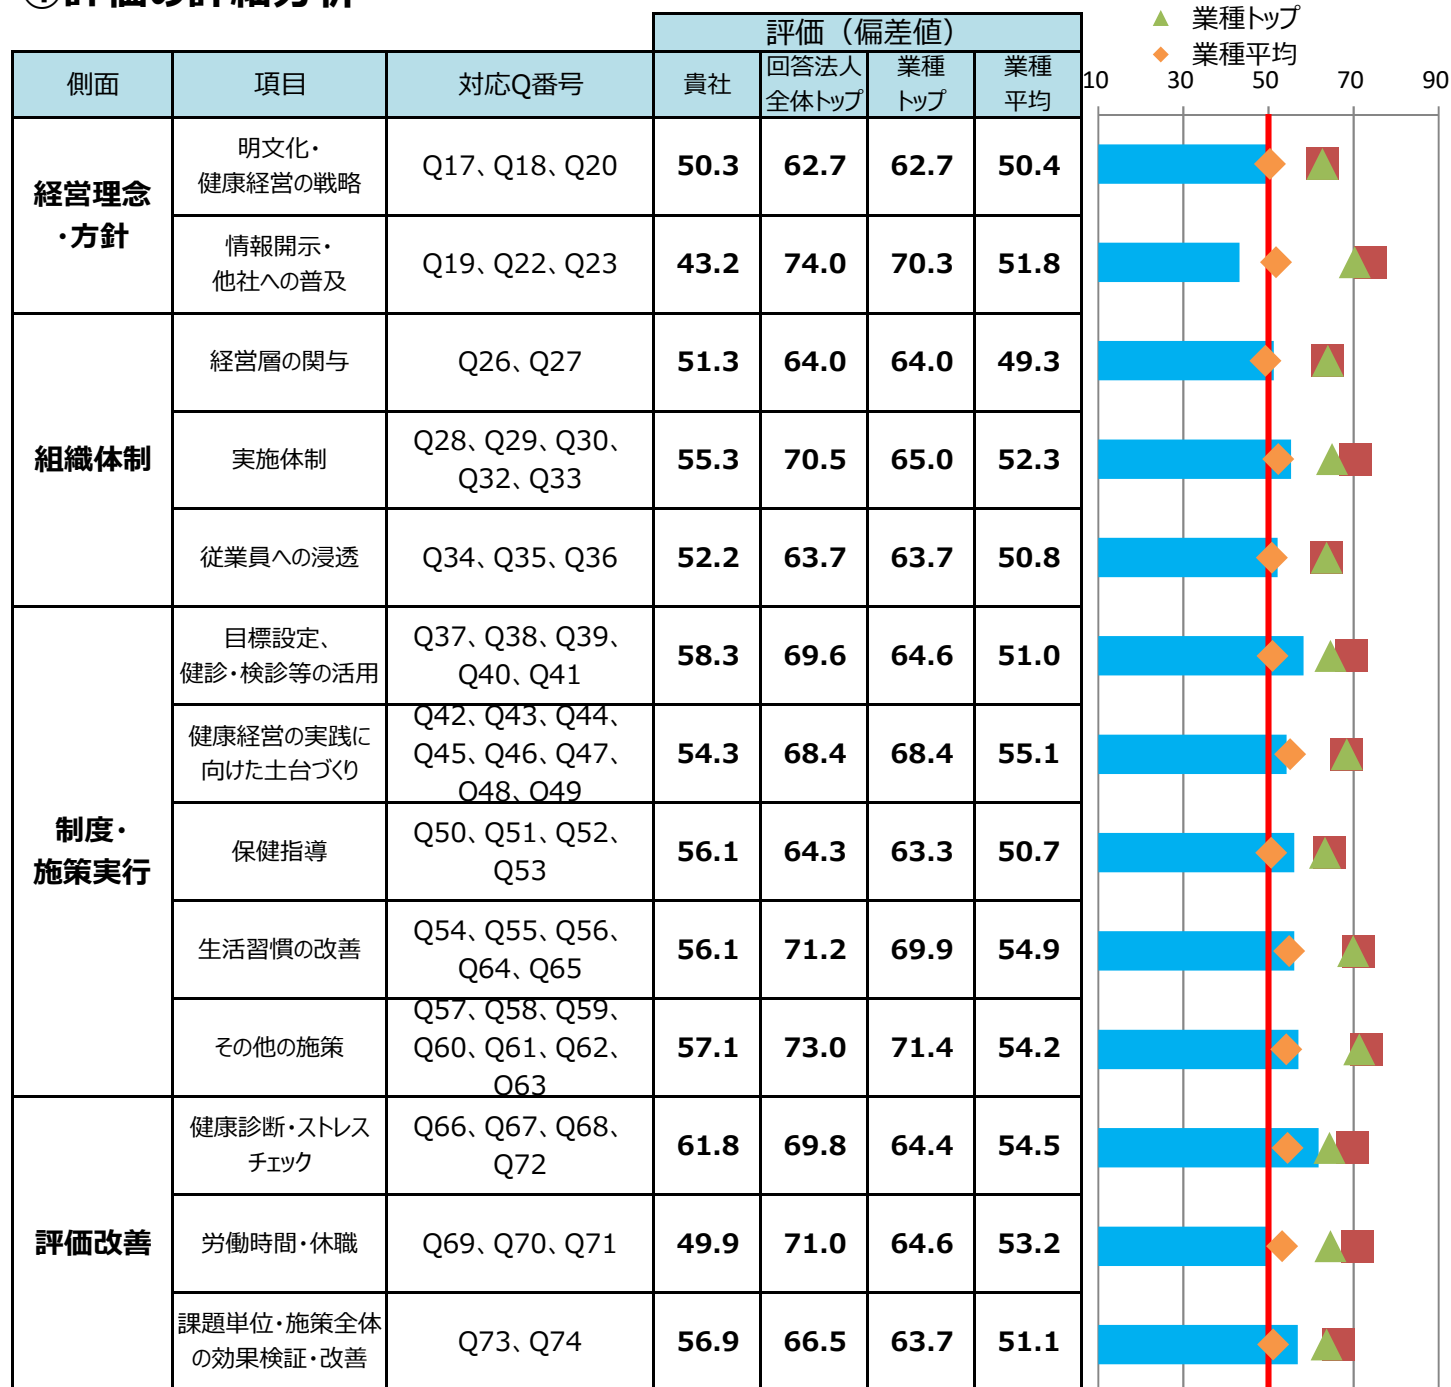 ①評価の詳細分析
▲ 業種トップ
◆ 業種平均
評価（偏差値）
側面 項目 対応Q番号 貴社 回答法人 業種 業種
全体トップ トップ 平均
10 30 50 70 90
経営理念
・方針
明文化・
健康経営の戦略
Q17、Q18、Q20 50.3 62.7 62.7 50.4
情報開示・
他社への普及
Q19、Q22、Q23 43.2 74.0 70.3 51.8
組織体制
経営層の関与 Q26、Q27 51.3 64.0 64.0 49.3
実施体制
Q28、Q29、Q30、
Q32、Q33
55.3 70.5 65.0 52.3
従業員への浸透 Q34、Q35、Q36 52.2 63.7 63.7 50.8
制度・
施策実行
目標設定、
健診・検診等の活用
Q37、Q38、Q39、
Q40、Q41
58.3 69.6 64.6 51.0
健康経営の実践に
向けた土台づくり
Q42、Q43、Q44、
Q45、Q46、Q47、
Q48、Q49
54.3 68.4 68.4 55.1
保健指導
Q50、Q51、Q52、
Q53
56.1 64.3 63.3 50.7
生活習慣の改善
Q54、Q55、Q56、
Q64、Q65
56.1 71.2 69.9 54.9
その他の施策
Q57、Q58、Q59、
Q60、Q61、Q62、
Q63
57.1 73.0 71.4 54.2
評価改善
健康診断・ストレス
チェック
Q66、Q67、Q68、
Q72
61.8 69.8 64.4 54.5
労働時間・休職 Q69、Q70、Q71 49.9 71.0 64.6 53.2
課題単位・施策全体
の効果検証・改善
Q73、Q74 56.9 66.5 63.7 51.1